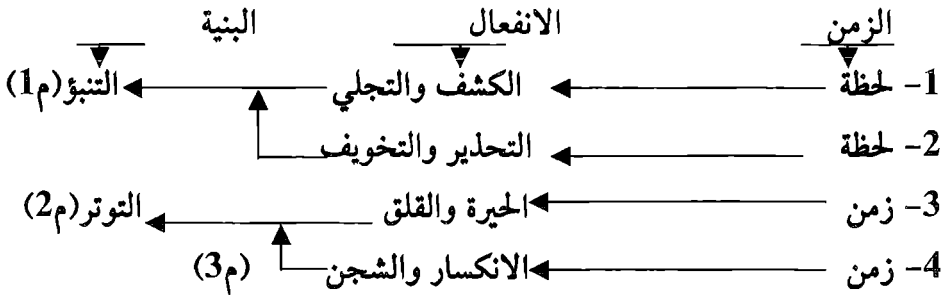 الزمن الانفعال البنية
1- لحظة الكشف والتجلي التنبؤ(م1)
2- لحظة التحذير والتخويف
3- زمن الحيرة والقلق التوتر(م2)
4- زمن الانكسار والشجن (م3)